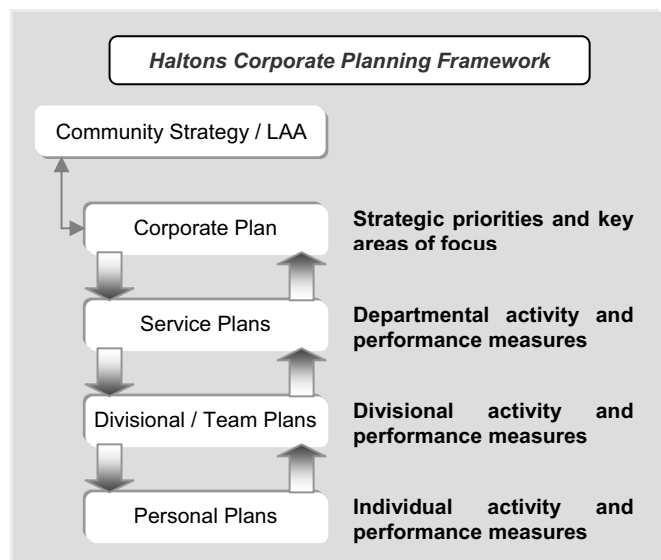 Haltons Corporate Planning Framework
Community Strategy / LAA
Corporate Plan
Strategic priorities and key
areas of focus
Service Plans
Departmental activity and
performance measures
Divisional / Team Plans
Divisional activity and
performance measures
Personal Plans
Individual activity and
performance measures